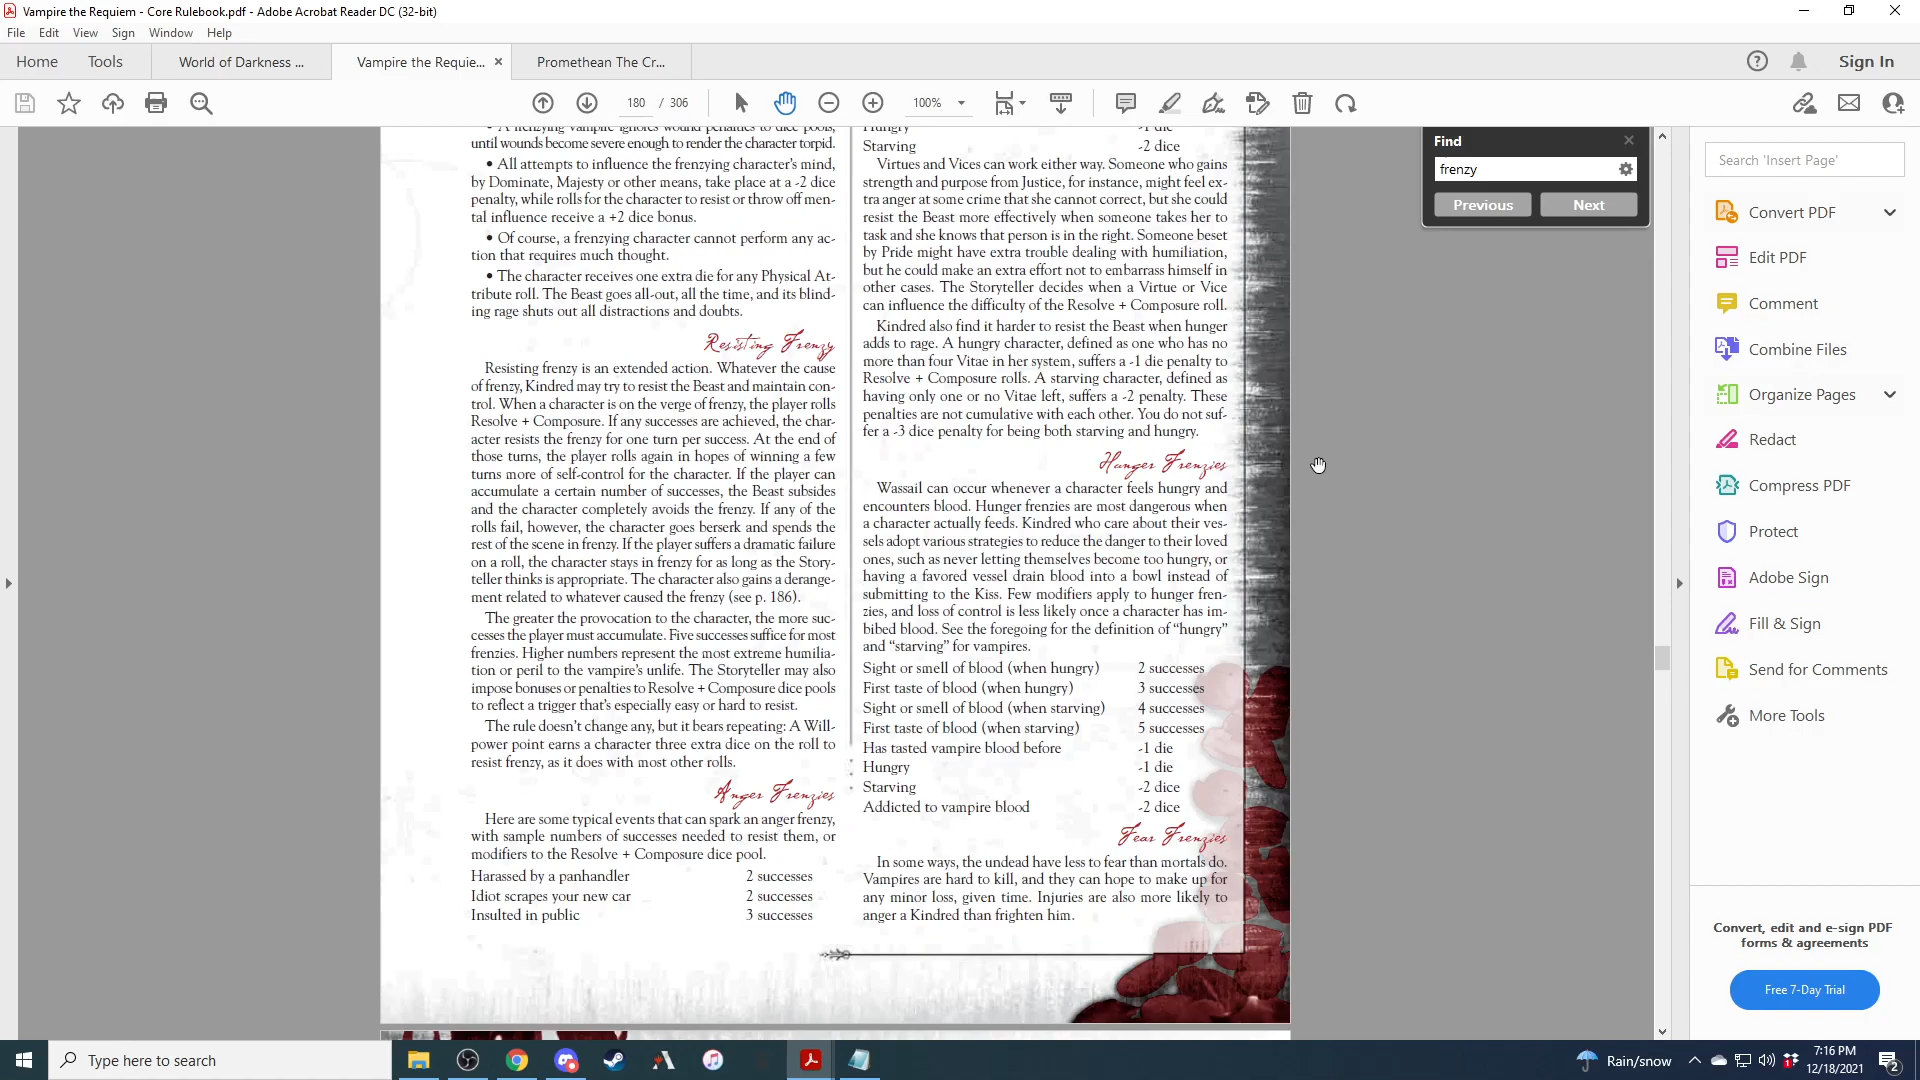 Vampire the Requiem - Core Rulebook.pdf - Adobe Acrobat Reader DC (32-bit)
File Edit View Sign Window Help
Home Tools World of Darkness ... Vampire the Requie... Promethean The Cr... Sign In
180 / 306 100%
• A frenzying vampire ignores wound penalties to dice pools,
until wounds become severe enough to render the character torpid.
• All attempts to influence the frenzying character's mind,
by Dominate, Majesty or other means, take place at a -2 dice
penalty, while rolls for the character to resist or throw off men-
tal influence receive a +2 dice bonus.
• Of course, a frenzying character cannot perform any ac-
tion that requires much thought.
• The character receives one extra die for any Physical At-
tribute roll. The Beast goes all-out, all the time, and its blind-
ing rage shuts out all distractions and doubts.
Resisting Frenzy
Resisting frenzy is an extended action. Whatever the cause
of frenzy, Kindred may try to resist the Beast and maintain con-
trol. When a character is on the verge of frenzy, the player rolls
Resolve + Composure. If any successes are achieved, the char-
acter resists the frenzy for one turn per success. At the end of
those turns, the player rolls again in hopes of winning a few
turns more of self-control for the character. If the player can
accumulate a certain number of successes, the Beast subsides
and the character completely avoids the frenzy. If any of the
rolls fail, however, the character goes berserk and spends the
rest of the scene in frenzy. If the player suffers a dramatic failure
on a roll, the character stays in frenzy for as long as the Story-
teller thinks is appropriate. The character also gains a derange-
ment related to whatever caused the frenzy (see p. 186).
The greater the provocation to the character, the more suc-
cesses the player must accumulate. Five successes suffice for most
frenzies. Higher numbers represent the most extreme humilia-
tion or peril to the vampire's unlife. The Storyteller may also
impose bonuses or penalties to Resolve + Composure dice pools
to reflect a trigger that's especially easy or hard to resist.
The rule doesn't change any, but it bears repeating: A Will-
power point earns a character three extra dice on the roll to
resist frenzy, as it does with most other rolls.
Anger Frenzies
Here are some typical events that can spark an anger frenzy,
with sample numbers of successes needed to resist them, or
modifiers to the Resolve + Composure dice pool.
Harassed by a panhandler 2 successes
Idiot scrapes your new car 2 successes
Insulted in public 3 successes
Hungry -1 die
Starving -2 dice
Virtues and Vices can work either way. Someone who gains
strength and purpose from Justice, for instance, might feel ex-
tra anger at some crime that she cannot correct, but she could
resist the Beast more effectively when someone takes her to
task and she knows that person is in the right. Someone beset
by Pride might have extra trouble dealing with humiliation,
but he could make an extra effort not to embarrass himself in
other cases. The Storyteller decides when a Virtue or Vice
can influence the difficulty of the Resolve + Composure roll.
Kindred also find it harder to resist the Beast when hunger
adds to rage. A hungry character, defined as one who has no
more than four Vitae in her system, suffers a -1 die penalty to
Resolve + Composure rolls. A starving character, defined as
having only one or no Vitae left, suffers a -2 penalty. These
penalties are not cumulative with each other. You do not suf-
fer a -3 dice penalty for being both starving and hungry.
Hunger Frenzies
Wassail can occur whenever a character feels hungry and
encounters blood. Hunger frenzies are most dangerous when
a character actually feeds. Kindred who care about their ves-
sels adopt various strategies to reduce the danger to their loved
ones, such as never letting themselves become too hungry, or
having a favored vessel drain blood into a bowl instead of
submitting to the Kiss. Few modifiers apply to hunger fren-
zies, and loss of control is less likely once a character has im-
bibed blood. See the foregoing for the definition of “hungry”
and “starving” for vampires.
Sight or smell of blood (when hungry) 2 successes
First taste of blood (when hungry) 3 successes
Sight or smell of blood (when starving) 4 successes
First taste of blood (when starving) 5 successes
Has tasted vampire blood before -1 die
Hungry -1 die
Starving -2 dice
Addicted to vampire blood -2 dice
Fear Frenzies
In some ways, the undead have less to fear than mortals do.
Vampires are hard to kill, and they can hope to make up for
any minor loss, given time. Injuries are also more likely to
anger a Kindred than frighten him.
Find
frenzy
Previous Next
Search 'Insert Page'
Convert PDF
Edit PDF
Comment
Combine Files
Organize Pages
Redact
Compress PDF
Protect
Adobe Sign
Fill & Sign
Send for Comments
More Tools
Convert, edit and e-sign PDF
forms & agreements
Free 7-Day Trial
Type here to search
Rain/snow
7:16 PM
12/18/2021
2